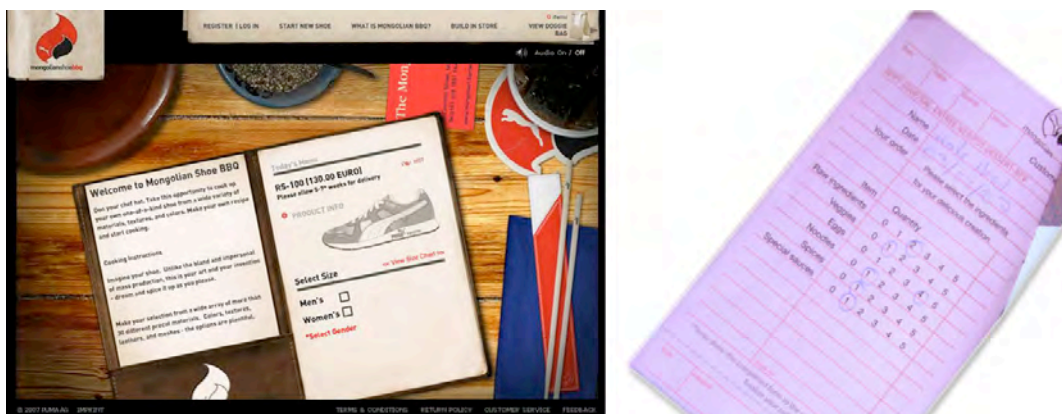 mongolianshoebbq
REGISTER | LOG IN
START NEW SHOE
WHAT IS MONGOLIAN BBQ?
BUILD IN STORE
VIEW DOGGIE
BAG
Audio On / Off
The Mon
Welcome to Mongolian Shoe BBQ
Don your chef hat. Take this opportunity to cook up
your own one-of-a-kind shoe from a wide variety of
materials, textures, and colors. Make your own recipe
and start cooking.
Cooking Instructions
Imagine your shoe. Unlike the bland and impersonal
of mass production, this is your art and your invention
- dream and spice it up as you please.
Make your selection from a wide array of more than
30 different precut materials. Colors, textures,
leathers, and meshes - the options are plentiful,
Today's Menu
RS-100 [130.00 EURO]
Please allow 5-7* weeks for delivery
PRODUCT INFO
<< View Size Chart >>
Select Size
Men's
Women's
*Select Gender
© 2007 PUMA AG IMPRINT
TERMS & CONDITIONS
RETURN POLICY
CUSTOMER SERVICE
FEEDBACK
Name
Date
Your order
Custom
Please select the ingredients
for your delicious creation.
Item
Quantity
Raw ingredients
0 1 2 3 4 5
Veggies
0 1 2 3 4 5
Eggs
0 1 2 3 4 5
Noodles
0 1 2 3 4 5
Spices
0 1 2 3 4 5
Special sauces
0 1 2 3 4 5